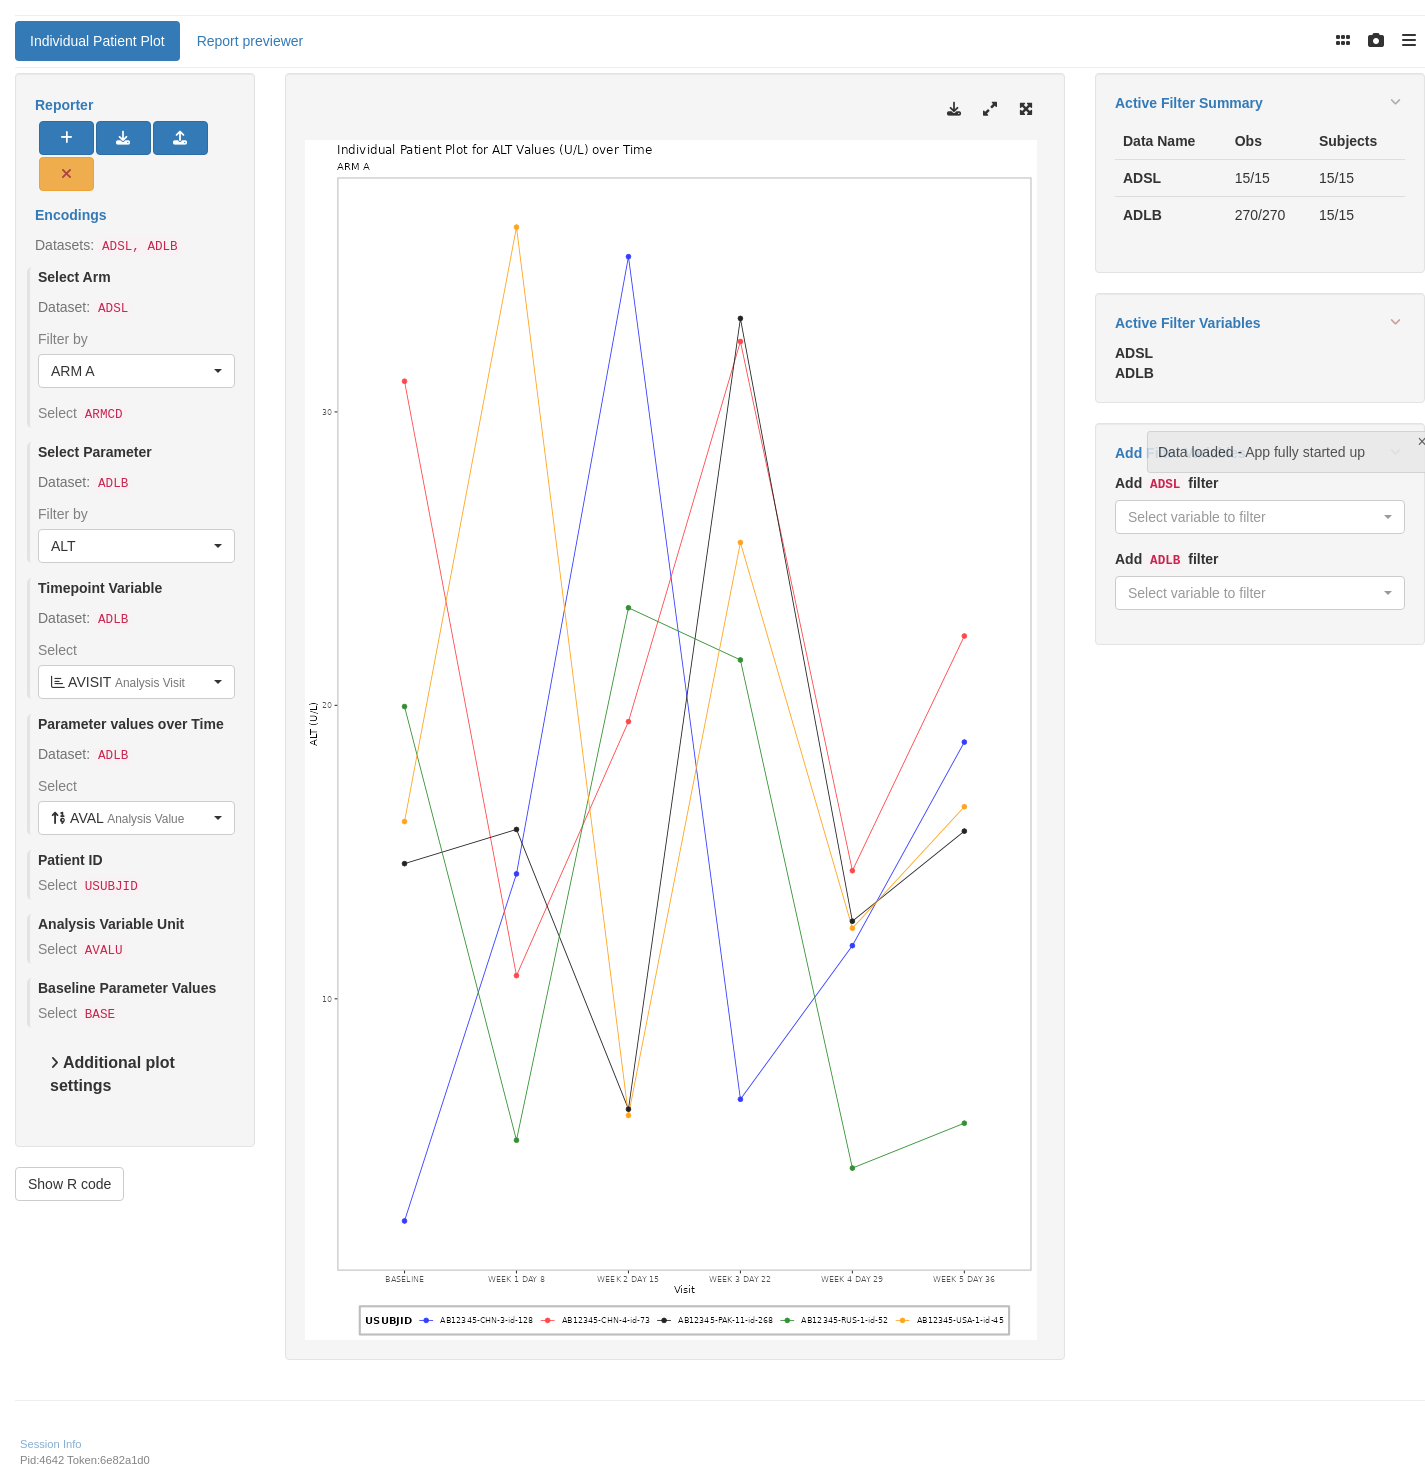 Individual Patient Plot
Report previewer
Reporter
Encodings
Datasets: ADSL, ADLB
Select Arm
Dataset: ADSL
Filter by
ARM A
Select ARMCD
Select Parameter
Dataset: ADLB
Filter by
ALT
Timepoint Variable
Dataset: ADLB
Select
AVISIT Analysis Visit
Parameter values over Time
Dataset: ADLB
Select
AVAL Analysis Value
Patient ID
Select USUBJID
Analysis Variable Unit
Select AVALU
Baseline Parameter Values
Select BASE
Additional plot
settings
Show R code
Individual Patient Plot for ALT Values (U/L) over Time
ARM A
ALT (U/L)
30
20
10
BASELINE WEEK 1 DAY 8 WEEK 2 DAY 15 WEEK 3 DAY 22 WEEK 4 DAY 29 WEEK 5 DAY 36
Visit
USUBJID AB12345-CHN-3-id-128 AB12345-CHN-4-id-73 AB12345-PAK-11-id-268 AB12345-RUS-1-id-52 AB12345-USA-1-id-45
Active Filter Summary
Data Name Obs Subjects
ADSL 15/15 15/15
ADLB 270/270 15/15
Active Filter Variables
ADSL
ADLB
Add
Data loaded - App fully started up
×
Add ADSL filter
Select variable to filter
Add ADLB filter
Select variable to filter
Session Info
Pid:4642 Token:6e82a1d0